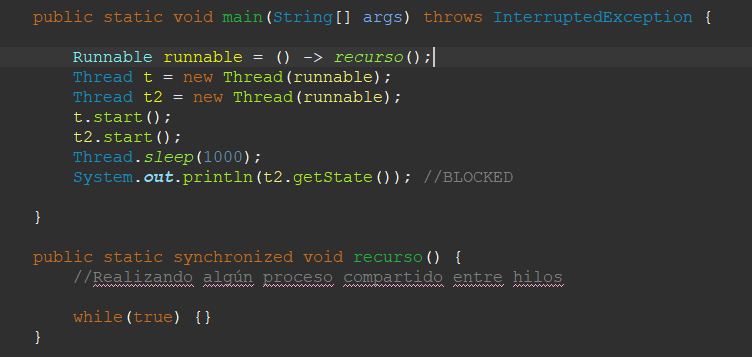 public static void main(String[] args) throws InterruptedException {
Runnable runnable = () -> recurso();
Thread t = new Thread(runnable);
Thread t2 = new Thread(runnable);
t.start();
t2.start();
Thread.sleep(1000);
System.out.println(t2.getState()); //BLOCKED
}
public static synchronized void recurso() {
//Realizando algún proceso compartido entre hilos
while(true) {}
}